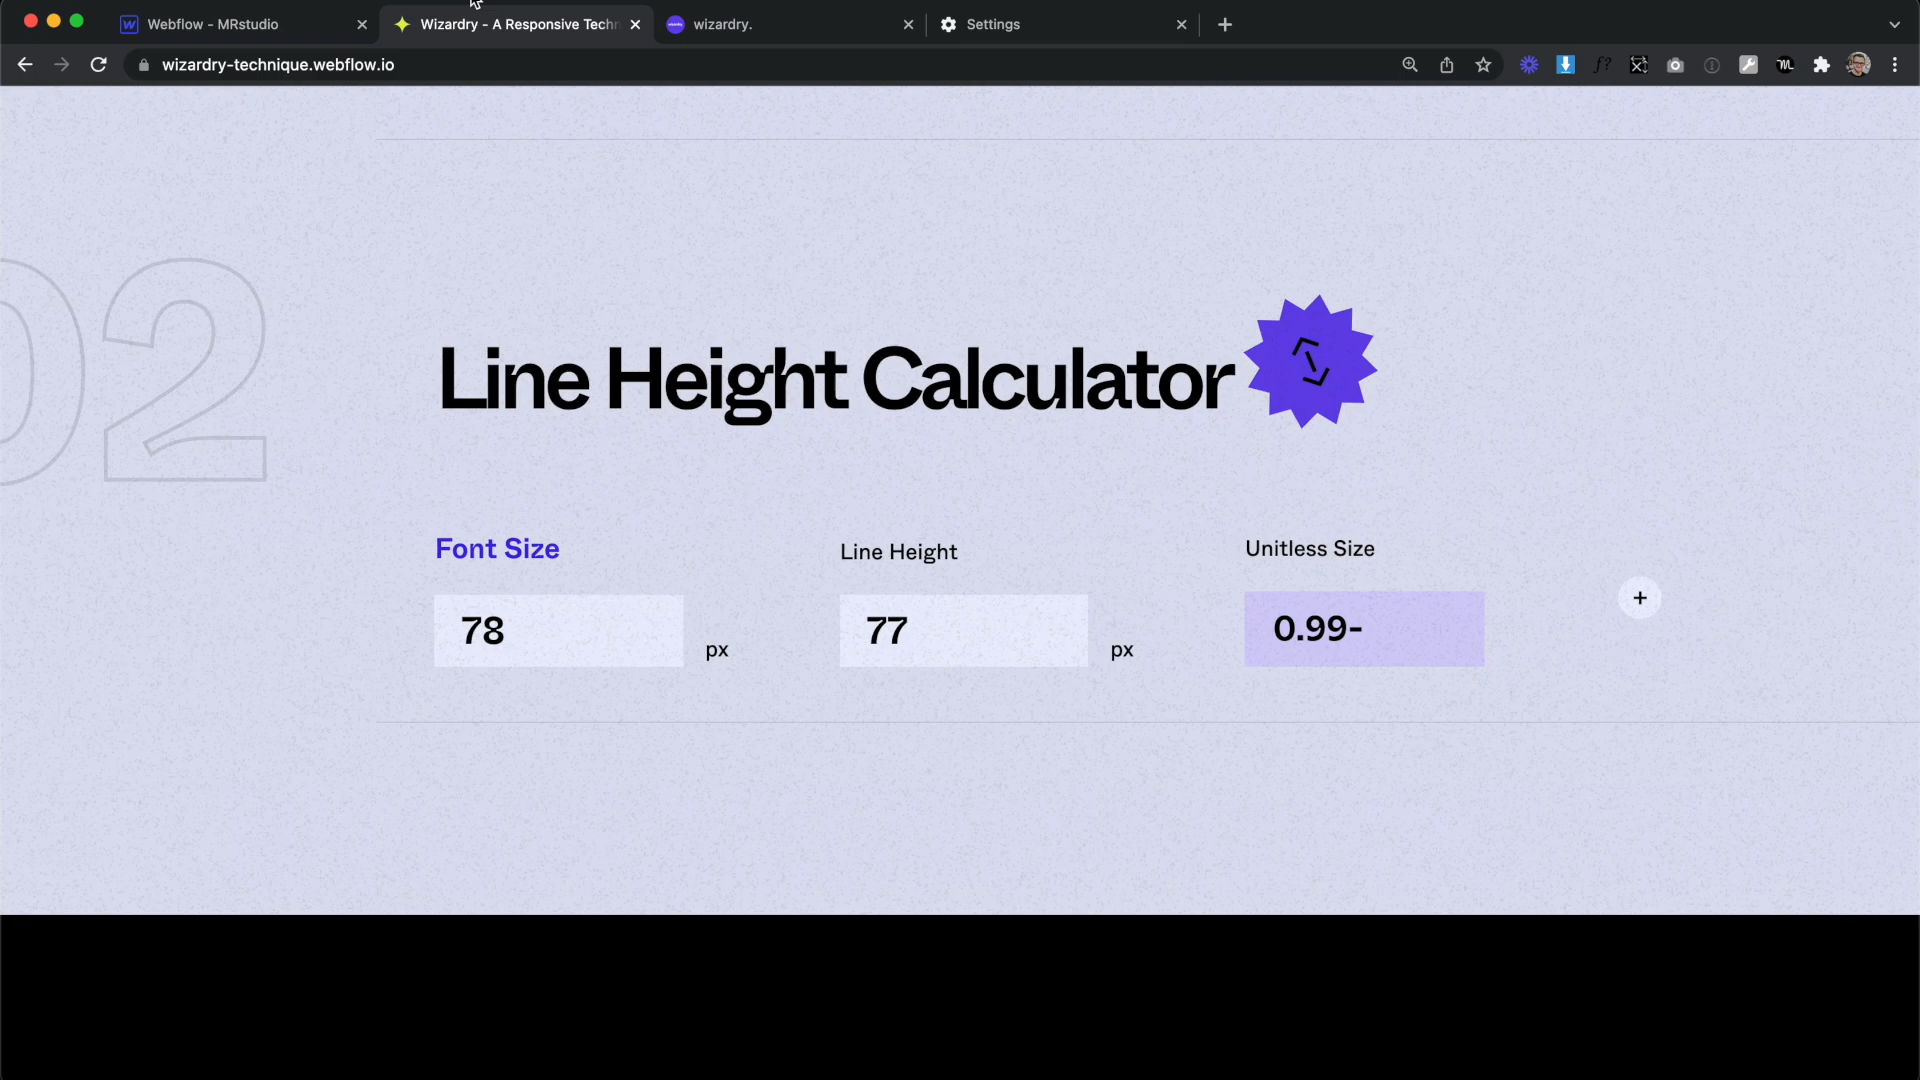 Webflow - MRstudio
Wizardry - A Responsive Techn
wizardry.
Settings
wizardry-technique.webflow.io
02
Line Height Calculator
Font Size
Line Height
Unitless Size
78
px
77
px
0.99-
+